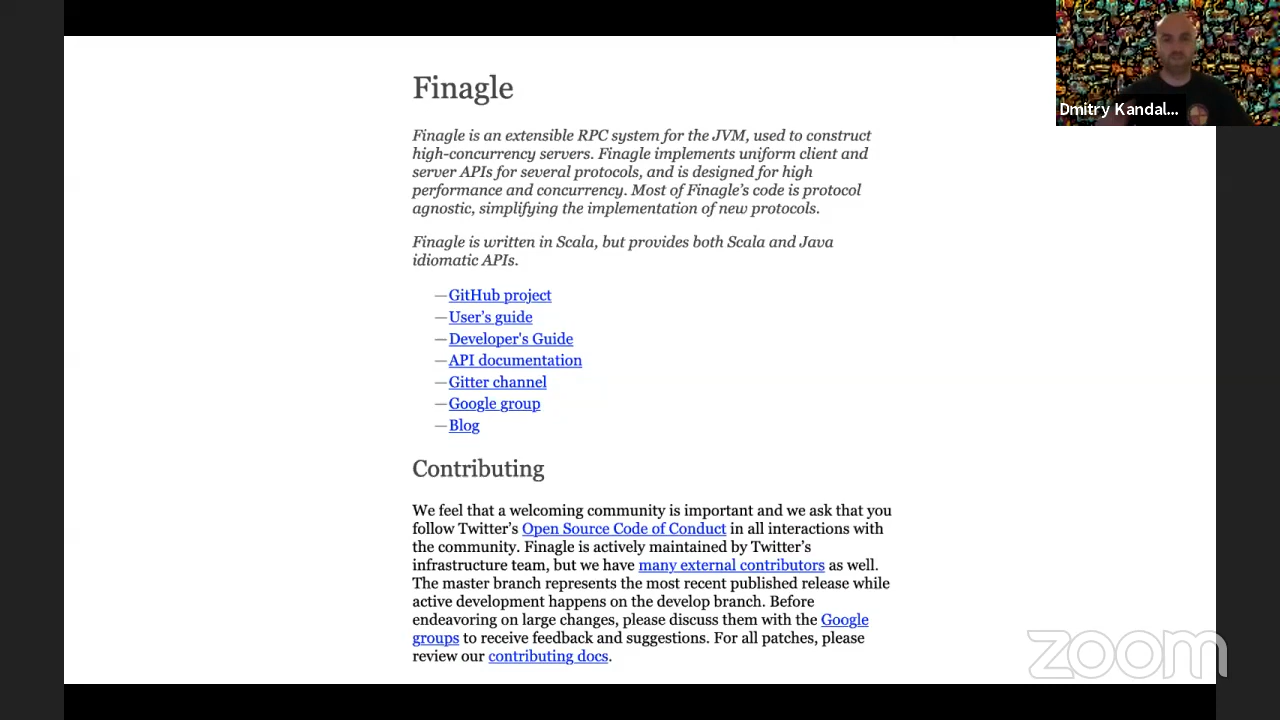 Finagle
Finagle is an extensible RPC system for the JVM, used to construct
high-concurrency servers. Finagle implements uniform client and
server APIs for several protocols, and is designed for high
performance and concurrency. Most of Finagle’s code is protocol
agnostic, simplifying the implementation of new protocols.
Finagle is written in Scala, but provides both Scala and Java
idiomatic APIs.
—GitHub project
—User’s guide
—Developer's Guide
—API documentation
—Gitter channel
—Google group
—Blog
Contributing
We feel that a welcoming community is important and we ask that you
follow Twitter’s Open Source Code of Conduct in all interactions with
the community. Finagle is actively maintained by Twitter’s
infrastructure team, but we have many external contributors as well.
The master branch represents the most recent published release while
active development happens on the develop branch. Before
endeavoring on large changes, please discuss them with the Google
groups to receive feedback and suggestions. For all patches, please
review our contributing docs.
Dmitry Kandal...
zoom